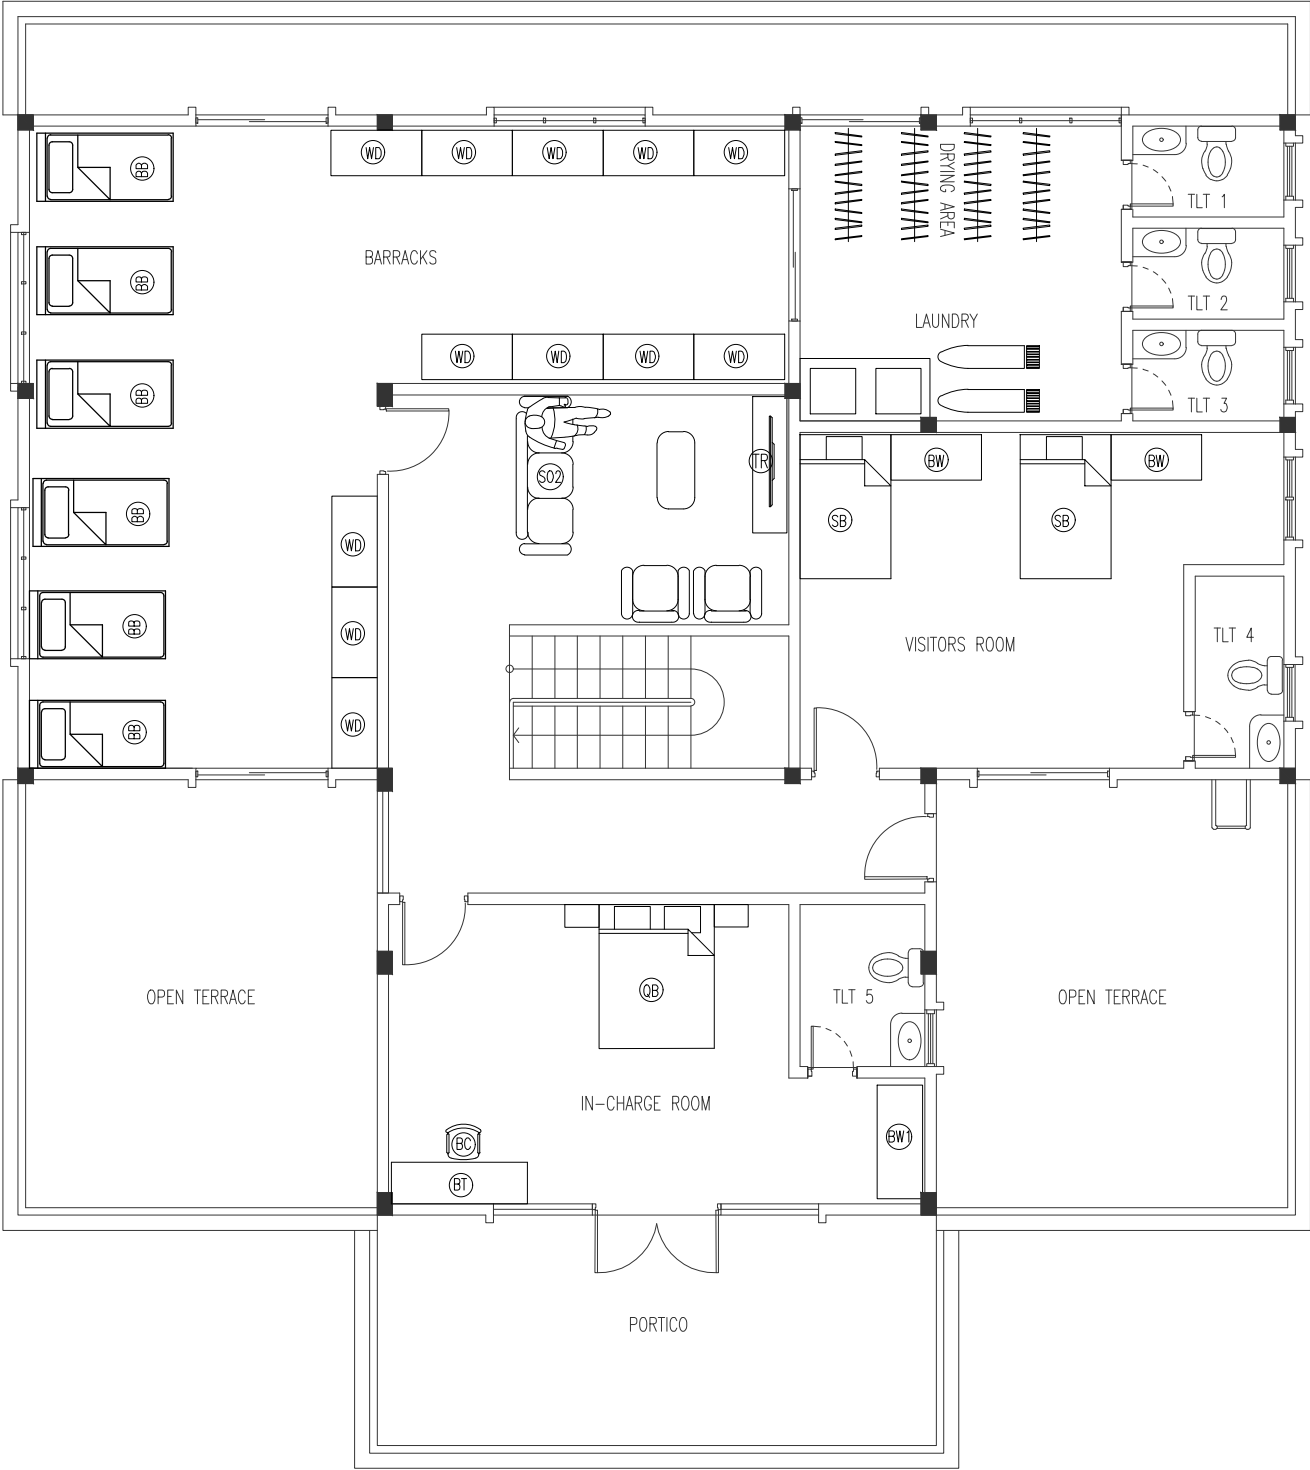 BB
WD
WD
WD
WD
WD
DRYING AREA
TLT 1
BARRACKS
BB
TLT 2
LAUNDRY
WD
WD
WD
WD
BB
TLT 3
SO2
TR
BW
BW
BB
SB
SB
WD
BB
WD
VISITORS ROOM
TLT 4
BB
WD
OPEN TERRACE
QB
TLT 5
OPEN TERRACE
IN-CHARGE ROOM
BC
BW1
BT
PORTICO